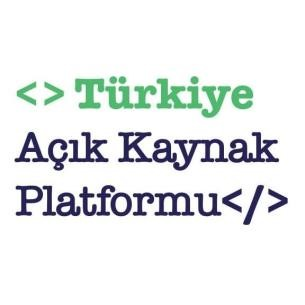 <> Türkiye
Açık Kaynak
Platformu</>